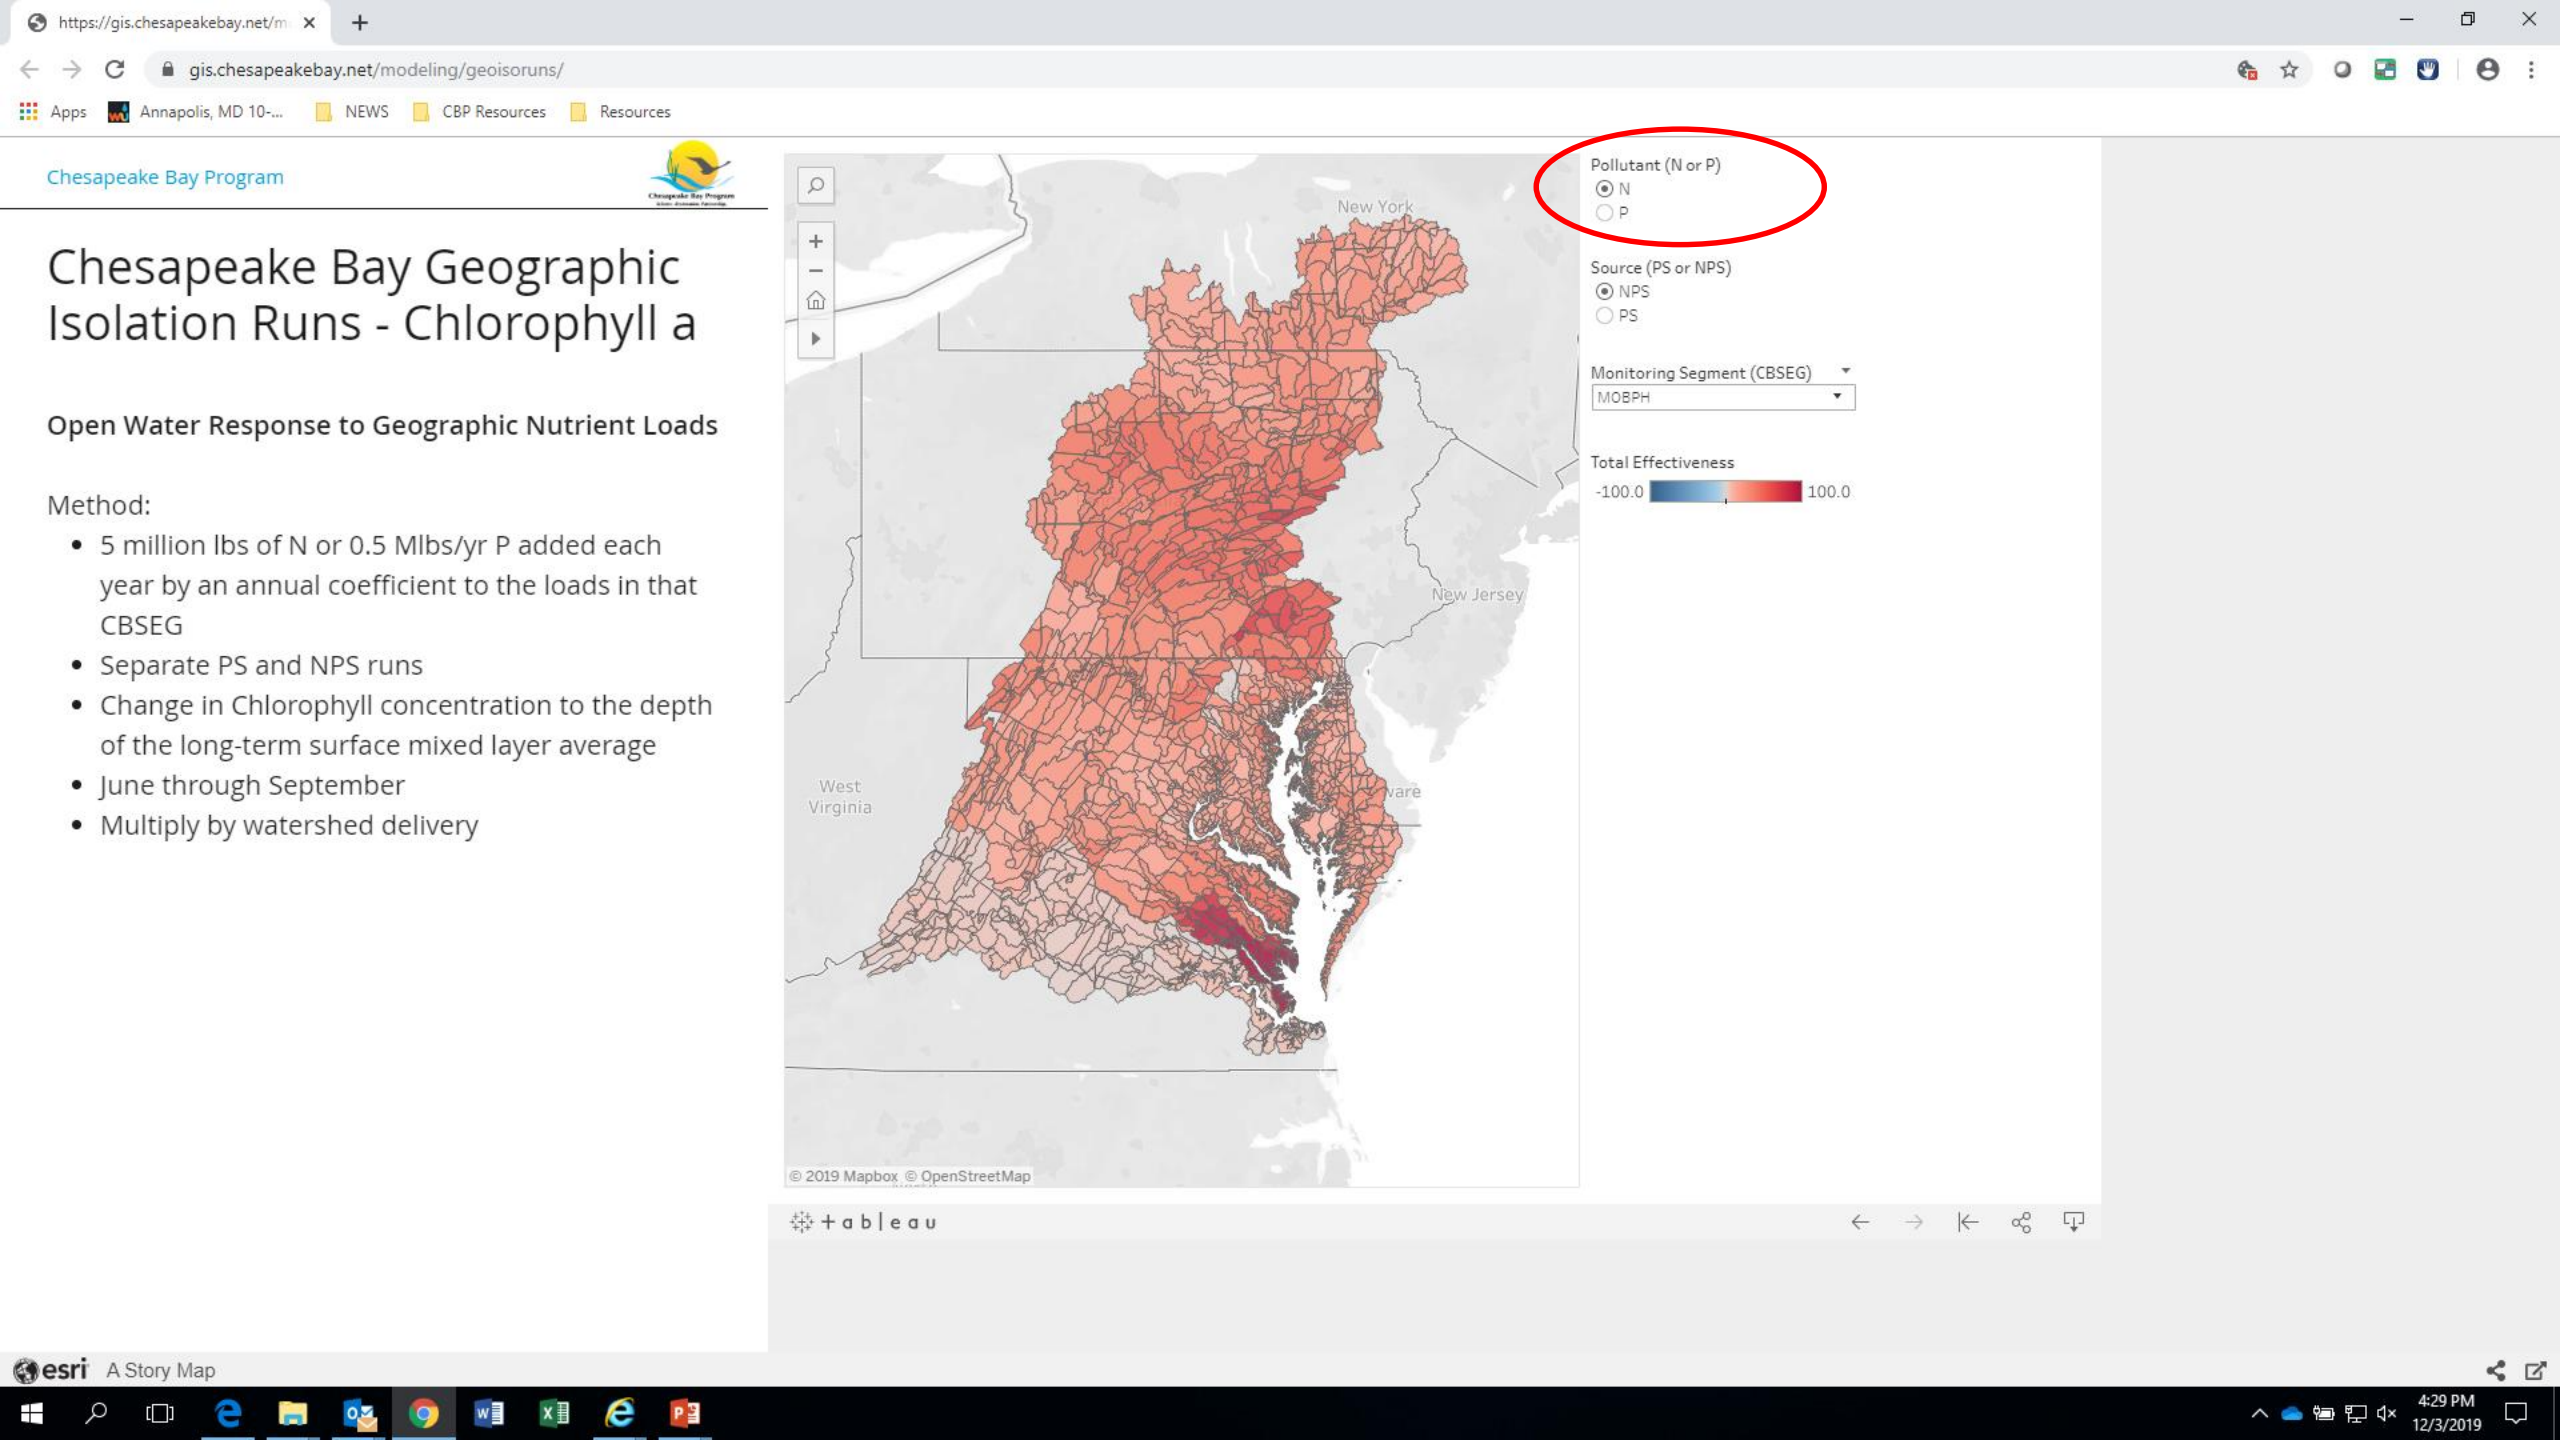 https://gis.chesapeakebay.net/m
gis.chesapeakebay.net/modeling/geoisoruns/
Apps
Annapolis, MD 10-...
NEWS
CBP Resources
Resources
Chesapeake Bay Program
Chesapeake Bay Program
Chesapeake Bay Geographic
Isolation Runs - Chlorophyll a
Open Water Response to Geographic Nutrient Loads
Method:
• 5 million lbs of N or 0.5 Mlbs/yr P added each
year by an annual coefficient to the loads in that
CBSEG
• Separate PS and NPS runs
• Change in Chlorophyll concentration to the depth
of the long-term surface mixed layer average
• June through September
• Multiply by watershed delivery
New York
New Jersey
West
Virginia
ware
© 2019 Mapbox © OpenStreetMap
Pollutant (N or P)
N
P
Source (PS or NPS)
NPS
PS
Monitoring Segment (CBSEG)
MOBPH
Total Effectiveness
-100.0 100.0
+ableau
esri A Story Map
4:29 PM
12/3/2019